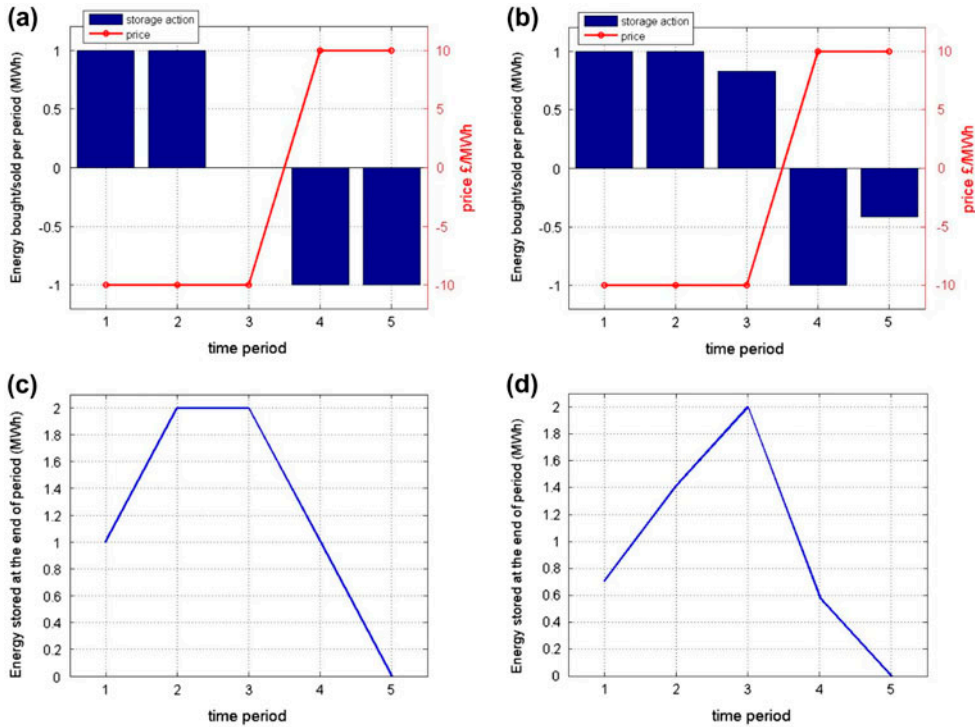 (a)
storage action
price
Energy bought/sold per period (MWh)
1
0.5
0
-0.5
-1
10
5
0
-5
-10
price £/MWh
1 2 3 4 5
time period
(b)
storage action
price
Energy bought/sold per period (MWh)
1
0.5
0
-0.5
-1
10
5
0
-5
-10
price £/MWh
1 2 3 4 5
time period
(c)
Energy stored at the end of period (MWh)
2
1.8
1.6
1.4
1.2
1
0.8
0.6
0.4
0.2
0
1 2 3 4 5
time period
(d)
Energy stored at the end of period (MWh)
2
1.8
1.6
1.4
1.2
1
0.8
0.6
0.4
0.2
0
1 2 3 4 5
time period